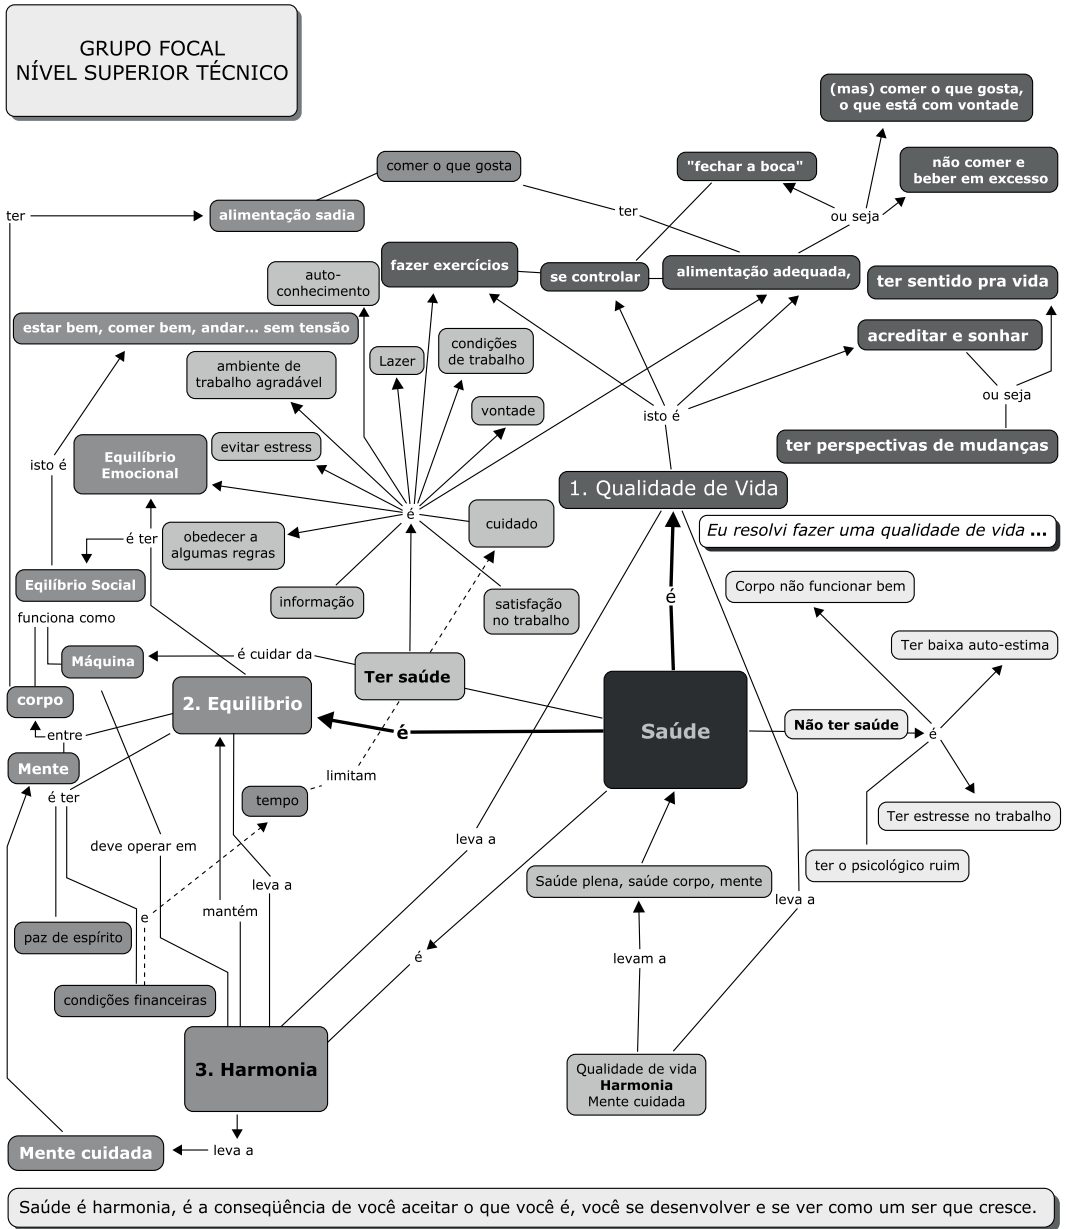 GRUPO FOCAL
NÍVEL SUPERIOR TÉCNICO
(mas) comer o que gosta,
o que está com vontade
comer o que gosta
"fechar a boca"
não comer e
beber em excesso
ter
alimentação sadia
ter
ou seja
auto-
conhecimento
fazer exercícios
se controlar
alimentação adequada,
ter sentido pra vida
estar bem, comer bem, andar... sem tensão
acreditar e sonhar
ambiente de
trabalho agradável
Lazer
condições
de trabalho
ou seja
vontade
isto é
evitar estress
ter perspectivas de mudanças
Equilíbrio
Emocional
isto é
1. Qualidade de Vida
é
cuidado
Eu resolvi fazer uma qualidade de vida ...
é ter
obedecer a
algumas regras
Eqilíbrio Social
informação
satisfação
no trabalho
é
Corpo não funcionar bem
funciona como
Máquina
é cuidar da
Ter saúde
Ter baixa auto-estima
corpo
2. Equilibrio
é
Saúde
Não ter saúde
é
entre
Mente
limitam
é ter
tempo
Ter estresse no trabalho
deve operar em
leva a
ter o psicológico ruim
leva a
Saúde plena, saúde corpo, mente
leva a
mantém
e
paz de espírito
é
levam a
condições financeiras
3. Harmonia
Qualidade de vida
Harmonia
Mente cuidada
Mente cuidada
leva a
Saúde é harmonia, é a conseqüência de você aceitar o que você é, você se desenvolver e se ver como um ser que cresce.